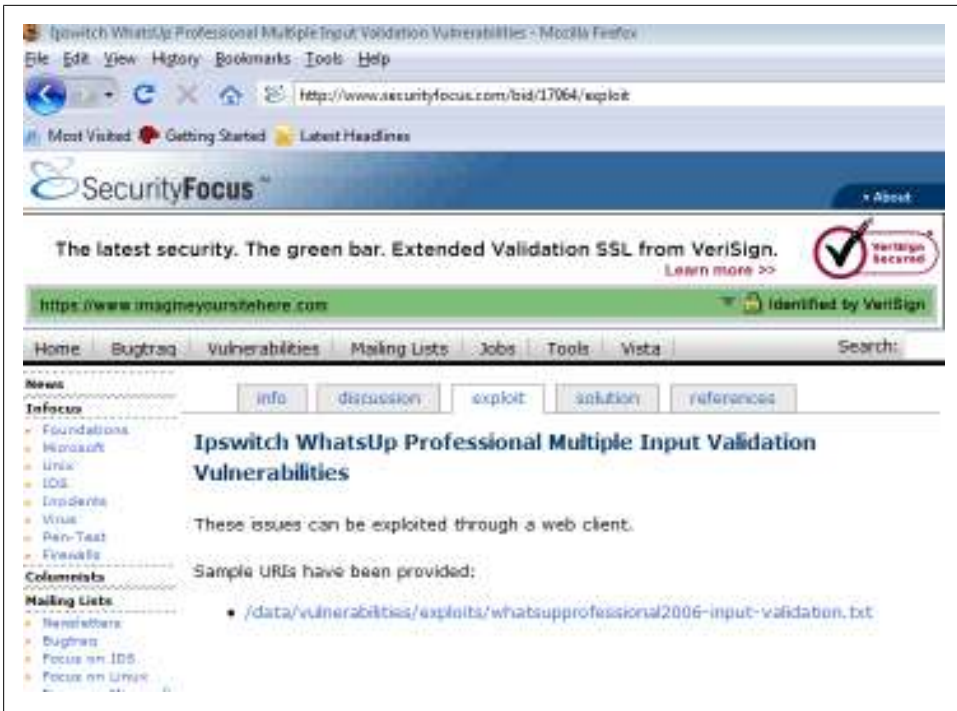 Ipswitch WhatsUp Professional Multiple Input Validation Vulnerabilities - Mozilla Firefox
File Edit View History Bookmarks Tools Help
http://www.securityfocus.com/bid/17964/exploit
Most Visited Getting Started Latest Headlines
SecurityFocus ™
About
The latest security. The green bar. Extended Validation SSL from VeriSign.
Learn more >>
VeriSign Secured
https://www.imagineyoursitehere.com
Identified by VeriSign
Home Bugtraq Vulnerabilities Mailing Lists Jobs Tools Vista Search:
News
Infocus
Foundations
Microsoft
Unix
IDS
Incidents
Virus
Pen-Test
Firewalls
Columnists
Mailing Lists
Newsletters
Bugtraq
Focus on IDS
Focus on Linux
info discussion exploit solution references
Ipswitch WhatsUp Professional Multiple Input Validation
Vulnerabilities
These issues can be exploited through a web client.
Sample URIs have been provided:
• /data/vulnerabilities/exploits/whatsupprofessional2006-input-validation.txt